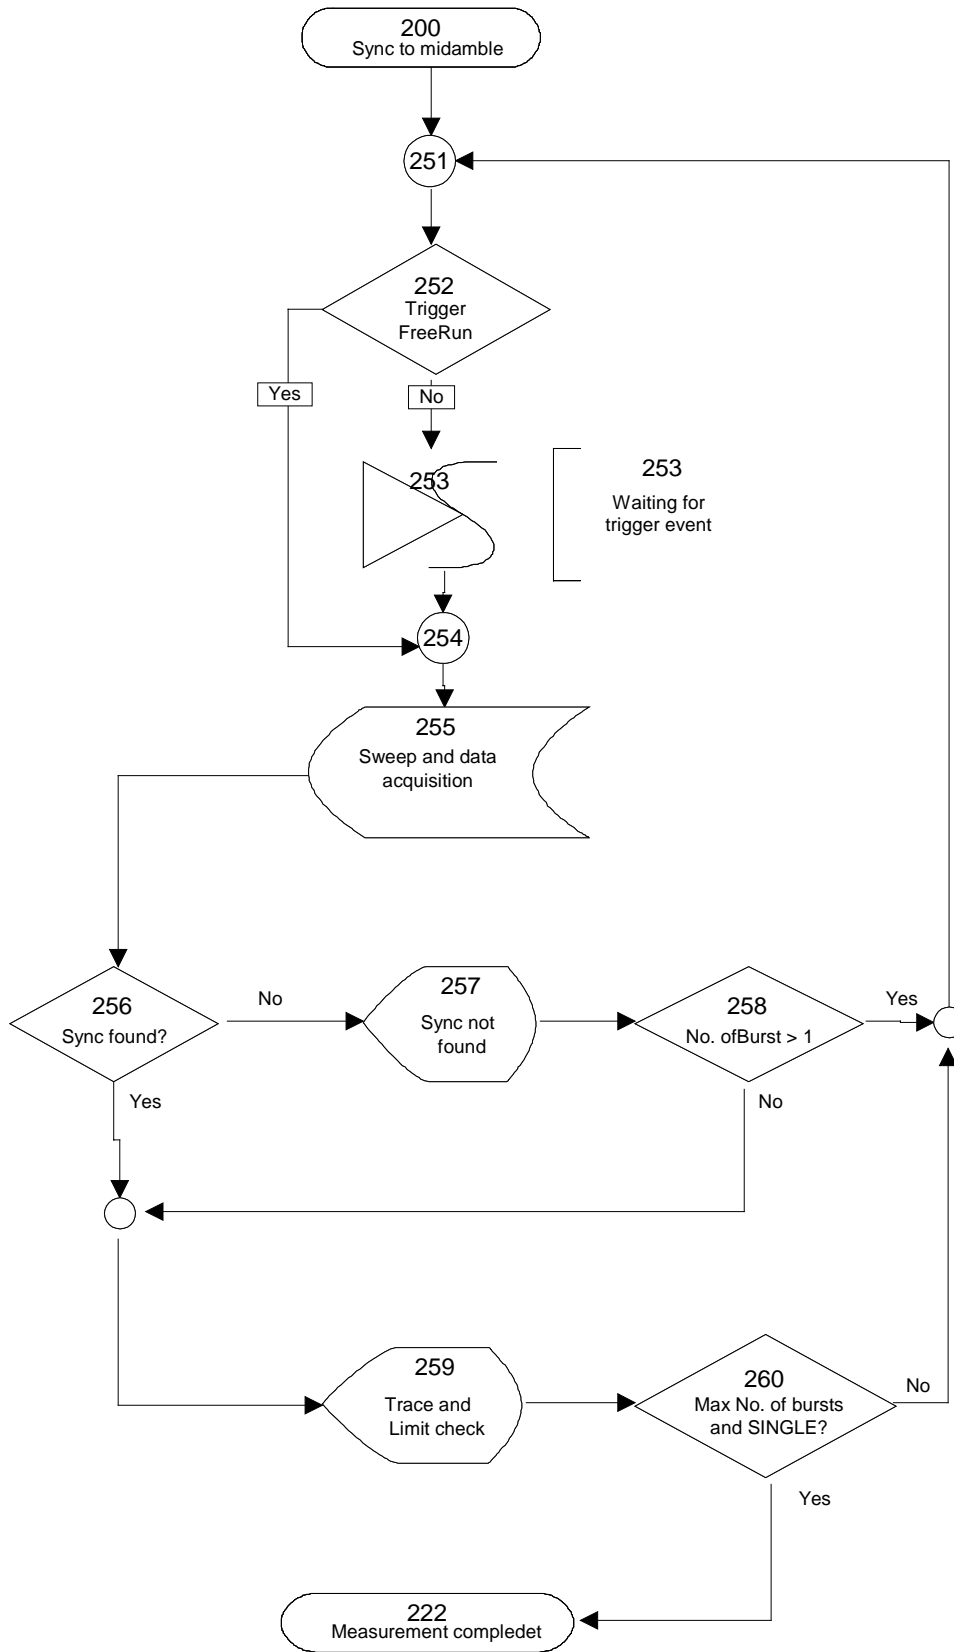 200
Sync to midamble
251
252
Trigger
FreeRun
Yes
No
253
253
Waiting for
trigger event
254
255
Sweep and data
acquisition
256
Sync found?
No
257
Sync not
found
258
No. ofBurst > 1
Yes
Yes
No
259
Trace and
Limit check
260
Max No. of bursts
and SINGLE?
No
Yes
222
Measurement compledet